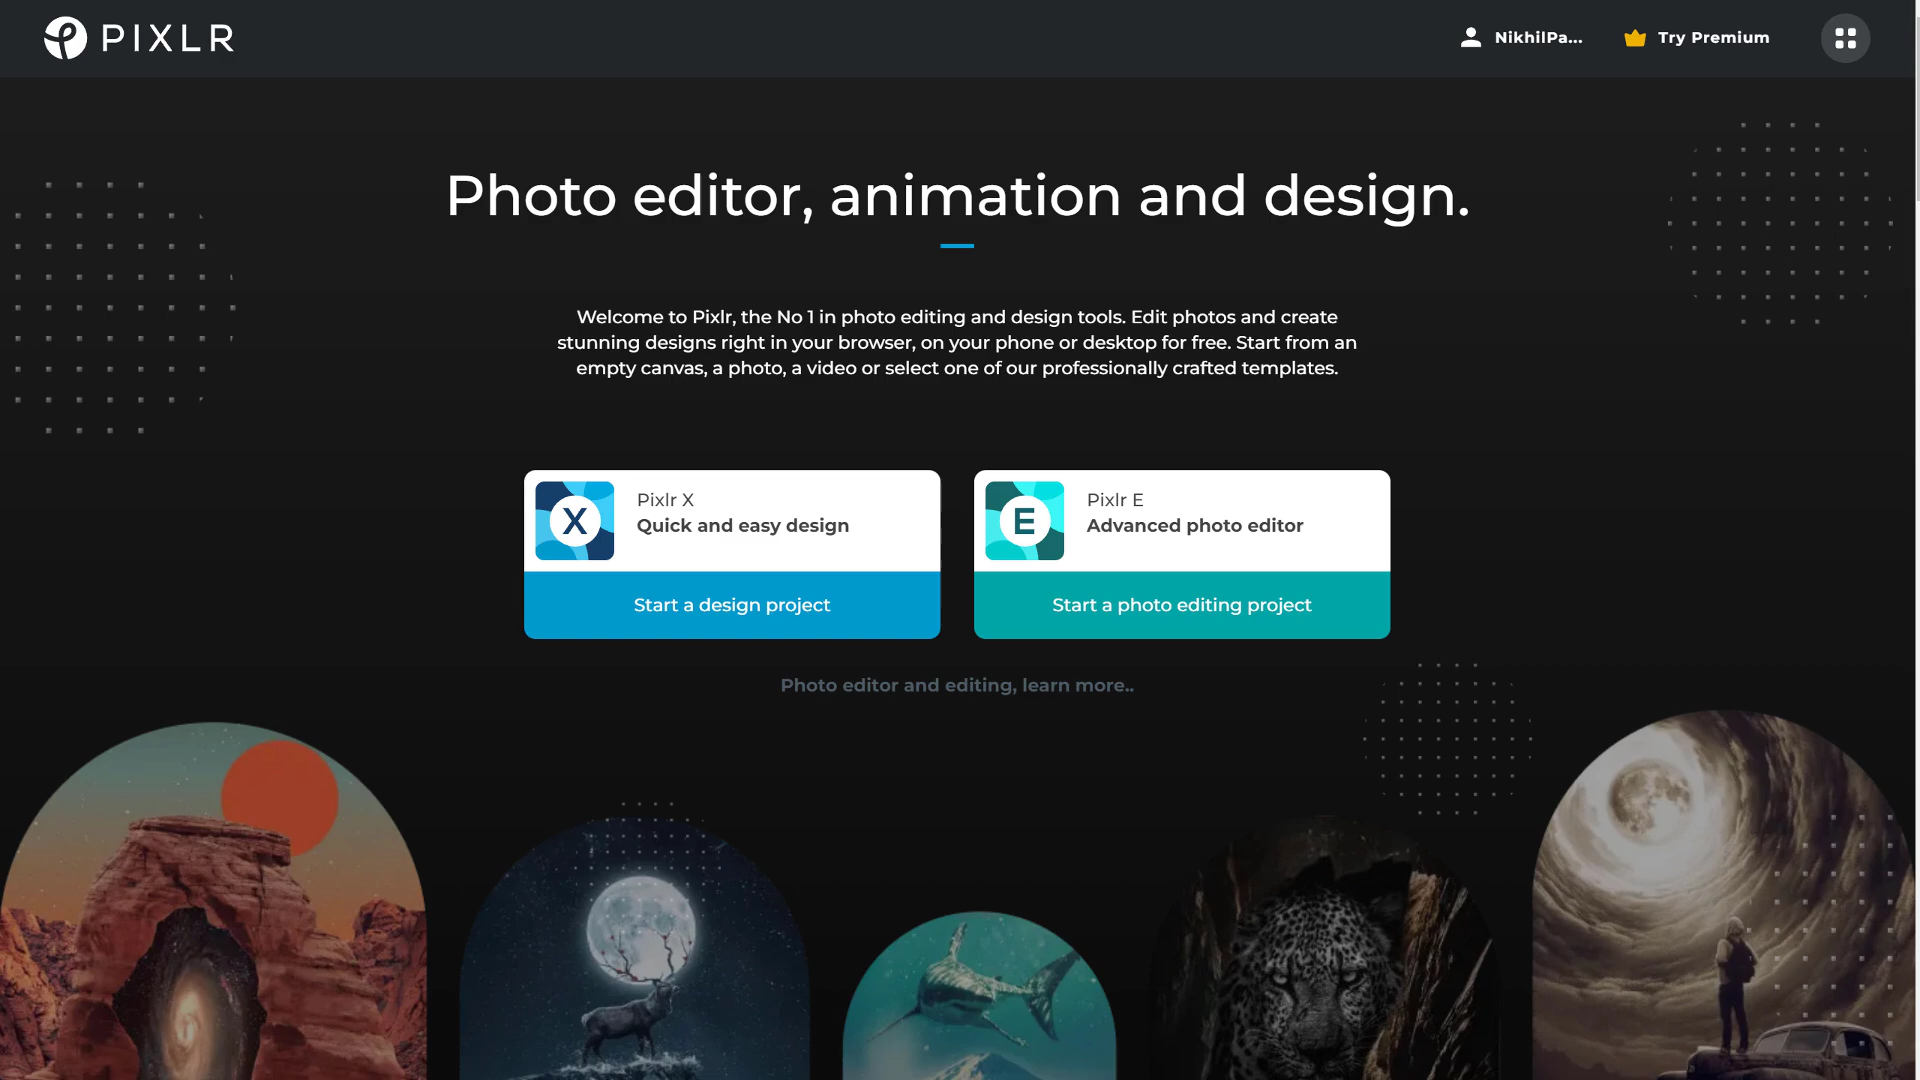 PIXLR
NikhilPa...
Try Premium
Photo editor, animation and design.
Welcome to Pixlr, the No 1 in photo editing and design tools. Edit photos and create
stunning designs right in your browser, on your phone or desktop for free. Start from an
empty canvas, a photo, a video or select one of our professionally crafted templates.
X
Pixlr X
Quick and easy design
Start a design project
E
Pixlr E
Advanced photo editor
Start a photo editing project
Photo editor and editing, learn more..